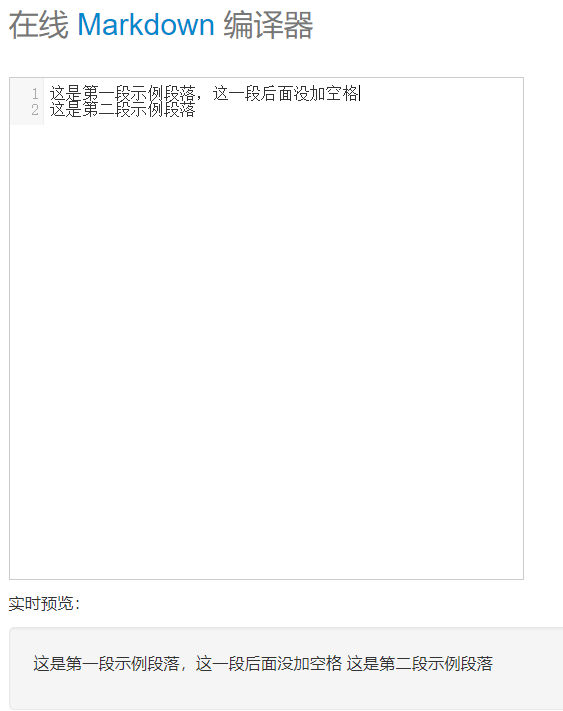 在线 Markdown 编译器
1 这是第一段示例段落，这一段后面没加空格
2 这是第二段示例段落
实时预览：
这是第一段示例段落，这一段后面没加空格 这是第二段示例段落